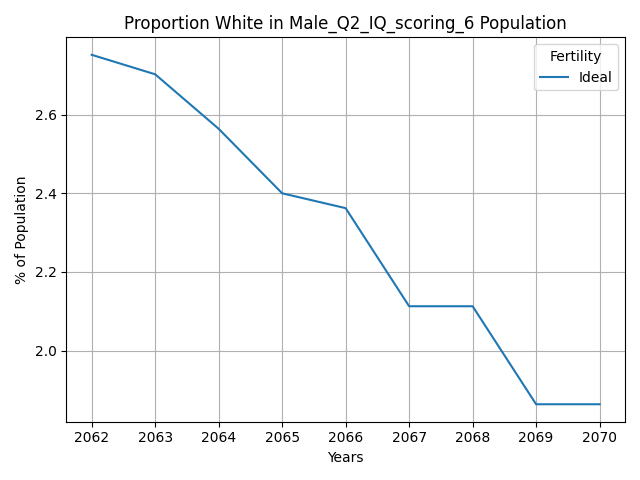 Proportion White in Male_Q2_IQ_scoring_6 Population
Fertility
Ideal
2.6
2.4
2.2
2.0
% of Population
2062 2063 2064 2065 2066 2067 2068 2069 2070
Years